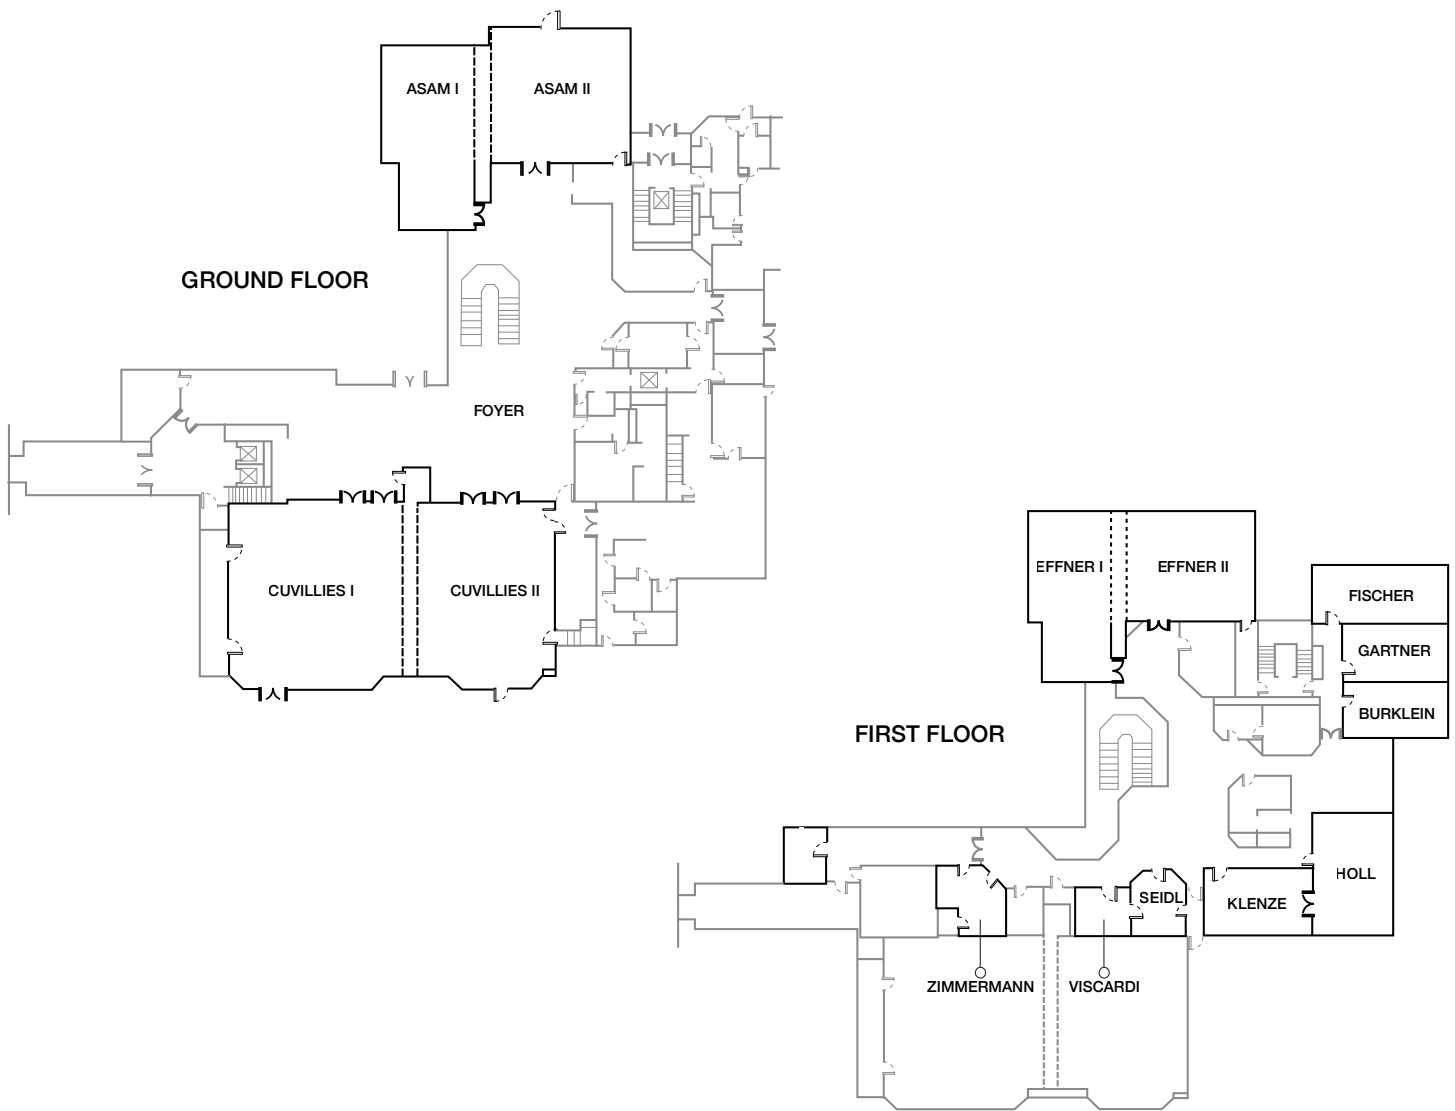 ASAM I
ASAM II
GROUND FLOOR
FOYER
CUVILLIES I
CUVILLIES II
EFFNER I
EFFNER II
FISCHER
GARTNER
BURKLEIN
FIRST FLOOR
HOLL
SEIDL
KLENZE
ZIMMERMANN
VISCARDI